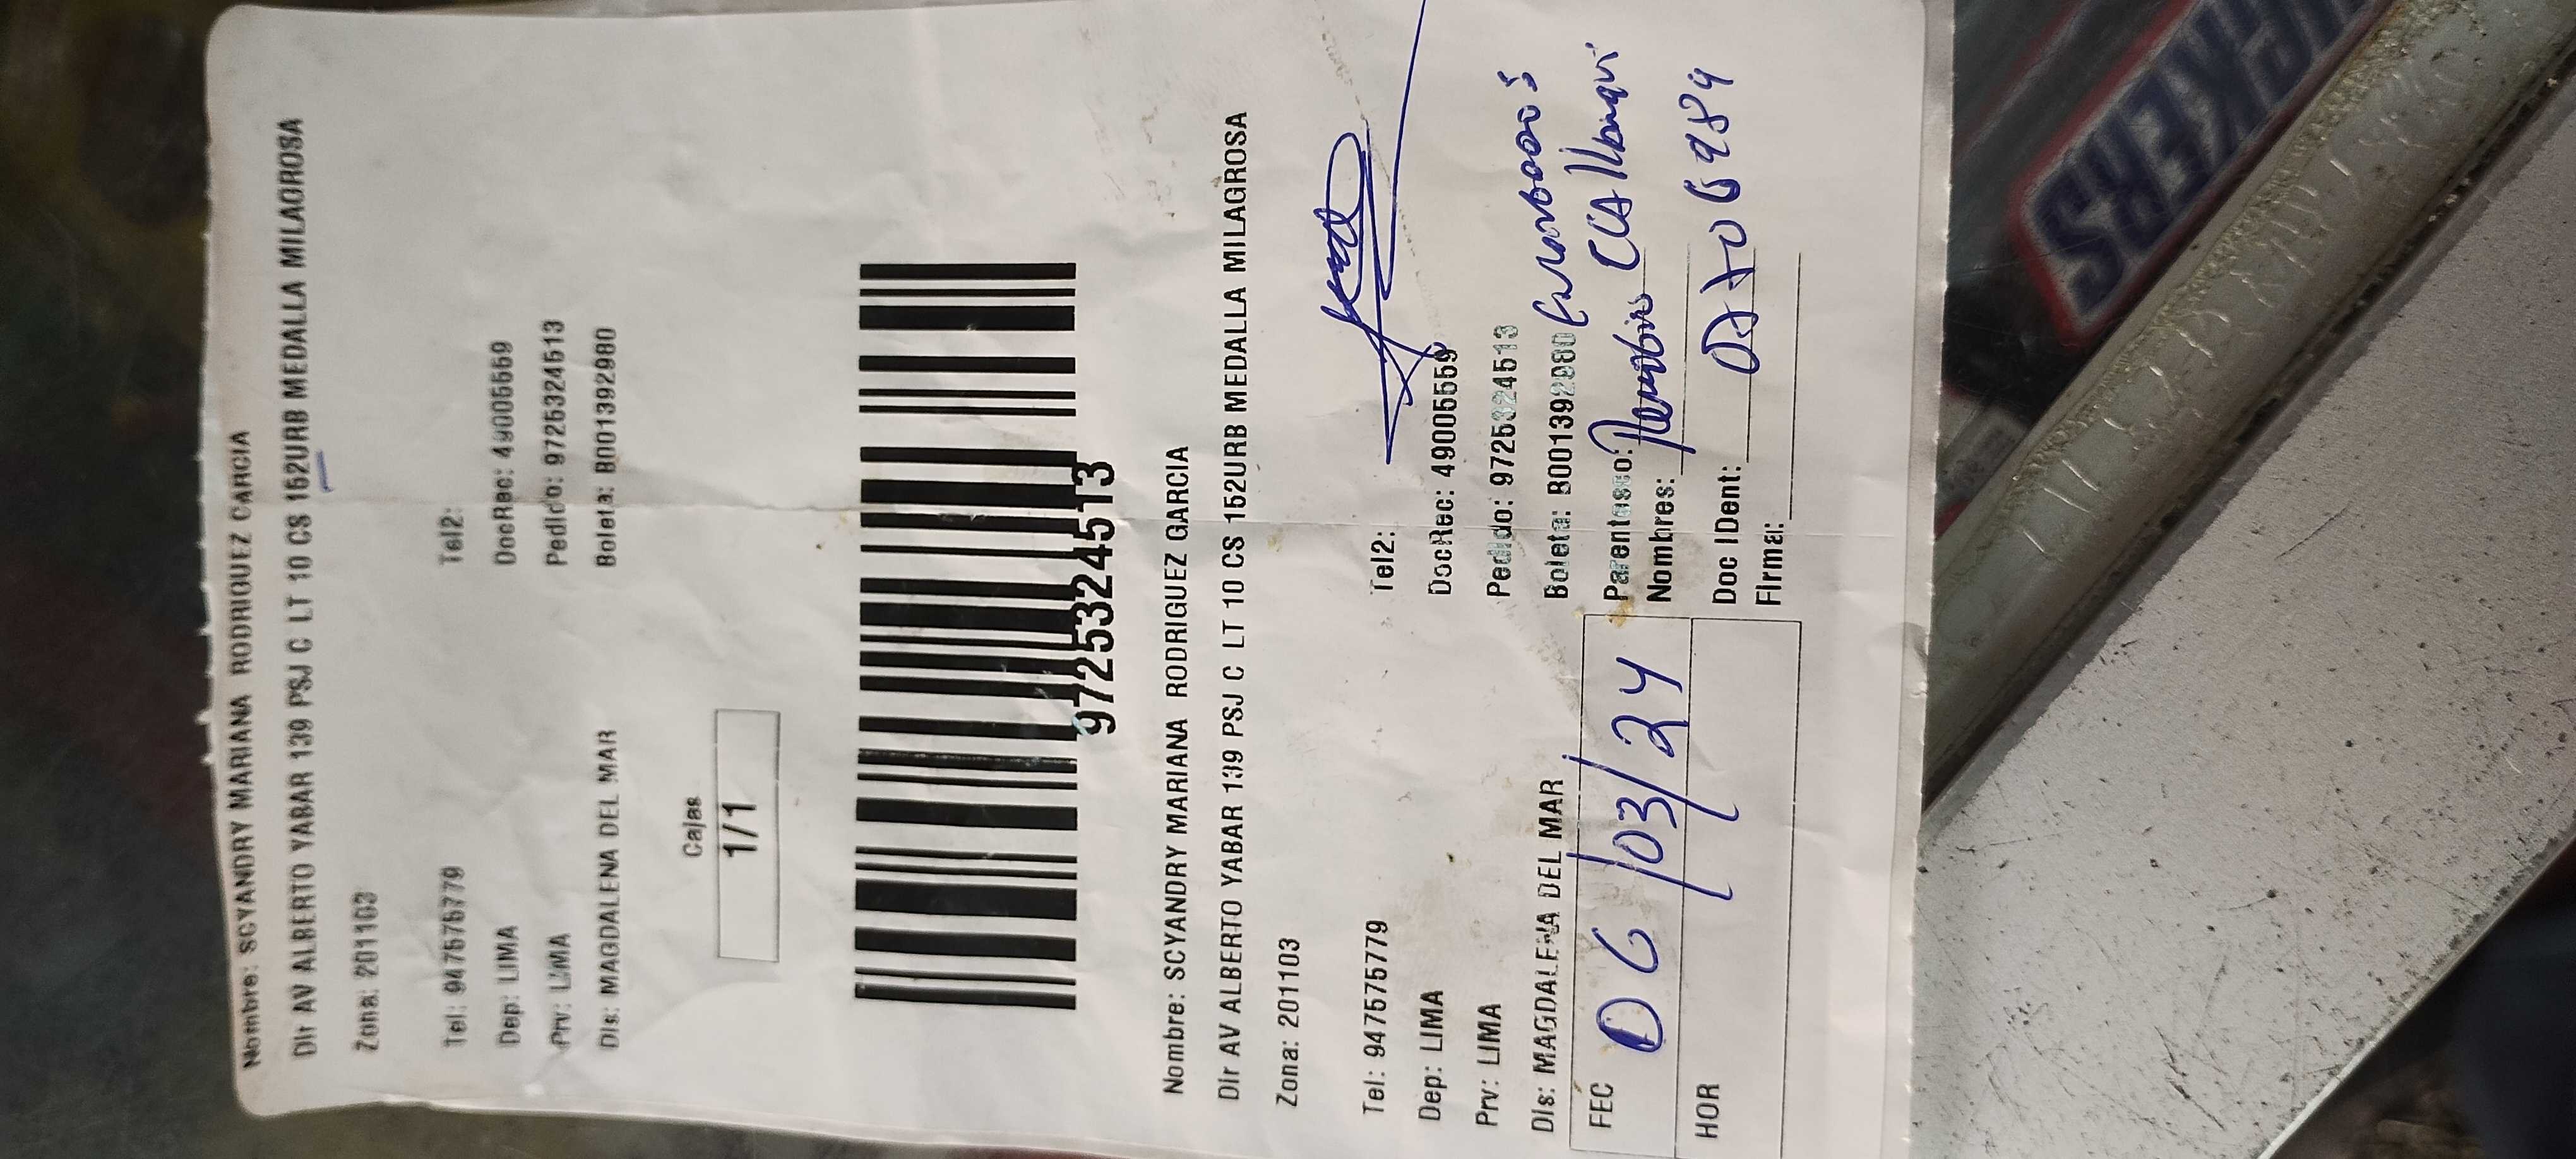 Nombre: SCYANDRY MARIANA RODRIGUEZ GARCIA
DIr AV ALBERTO YABAR 139 PSJ C LT 10 CS 152URB MEDALLA MILAGROSA
Zona: 201103
Tel: 947575779 Tel2:
Dep: LIMA DocRec: 49005559
Prv: LIMA Pedido: 9725324513
DIs: MAGDALENA DEL MAR Boleta: B001392980
Cajas
1/1
9725324513
Nombre: SCYANDRY MARIANA RODRIGUEZ GARCIA
DIr AV ALBERTO YABAR 139 PSJ C LT 10 CS 152URB MEDALLA MILAGROSA
Zona: 201103
Tel: 947575779 Tel2:
Dep: LIMA DocRec: 49005559
Prv: LIMA Pedido: 9725324513
DIs: MAGDALENA DEL MAR Boleta: B001392980
FEC 06/03/24 Parentesco:
Nombres:
HOR Doc IDent:
Firma: